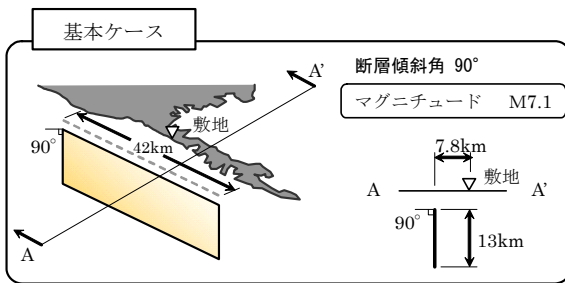 基本ケース
断層傾斜角 90°
マグニチュード M7.1
A'
敷地
90°
42km
A
7.8km
敷地
A A'
90°
13km